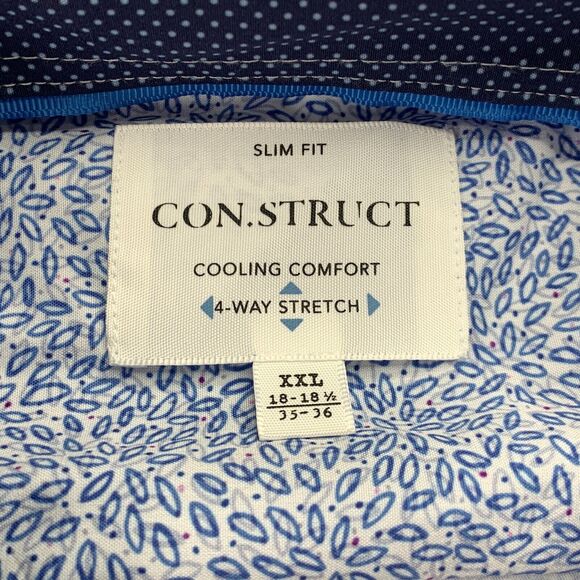 SLIM FIT
CON.STRUCT
COOLING COMFORT
4-WAY STRETCH
XXL
18-18 ½
35-36